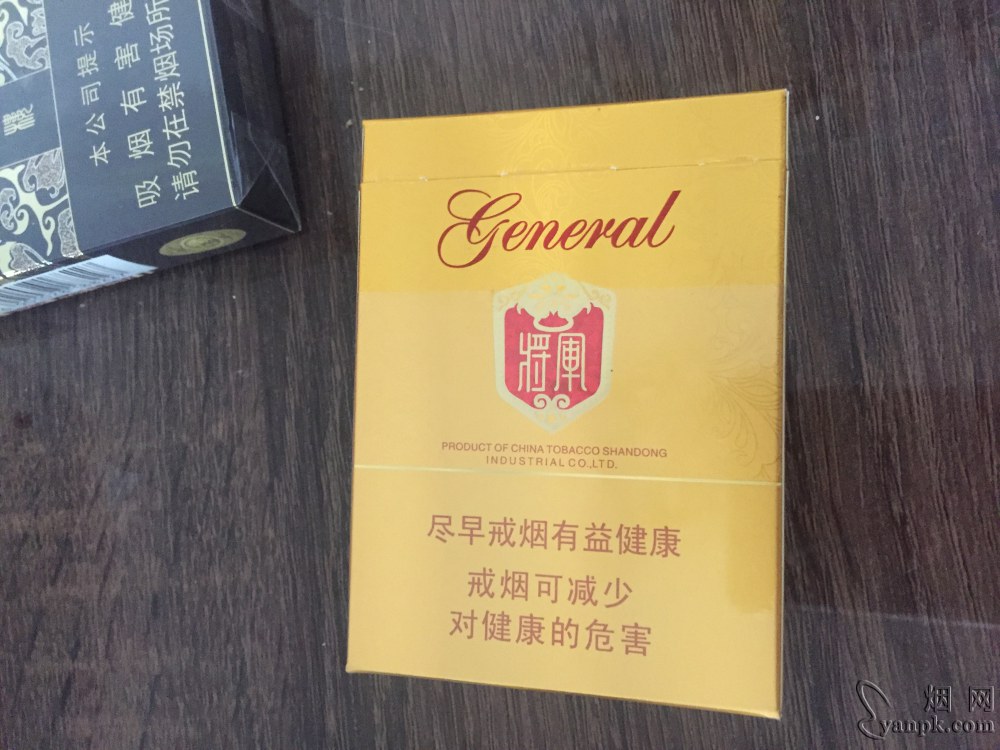 本公司提示
吸烟有害健
请勿在禁烟场所
General
將軍
PRODUCT OF CHINA TOBACCO SHANDONG
INDUSTRIAL CO.,LTD.
尽早戒烟有益健康
戒烟可减少
对健康的危害
烟网
yanpk.com